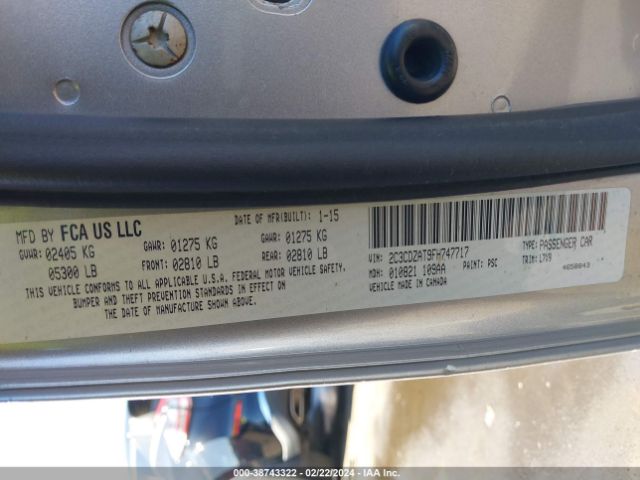 MFD BY FCA US LLC
DATE OF MFR(BUILT): 1-15
GVWR: 02405 KG
GAWR: 01275 KG
GAWR: 01275 KG
05300 LB
FRONT: 02810 LB
REAR: 02810 LB
THIS VEHICLE CONFORMS TO ALL APPLICABLE U.S.A. FEDERAL MOTOR VEHICLE SAFETY,
BUMPER AND THEFT PREVENTION STANDARDS IN EFFECT ON
THE DATE OF MANUFACTURE SHOWN ABOVE.
VIN: 2C3CDZAT9FH747717
TYPE: PASSENGER CAR
MDH: 010821 109AA
PAINT: PSC
TRIM: L7X9
VEHICLE MADE IN CANADA
000-38743322 / 02/22/2024 - IAA Inc.